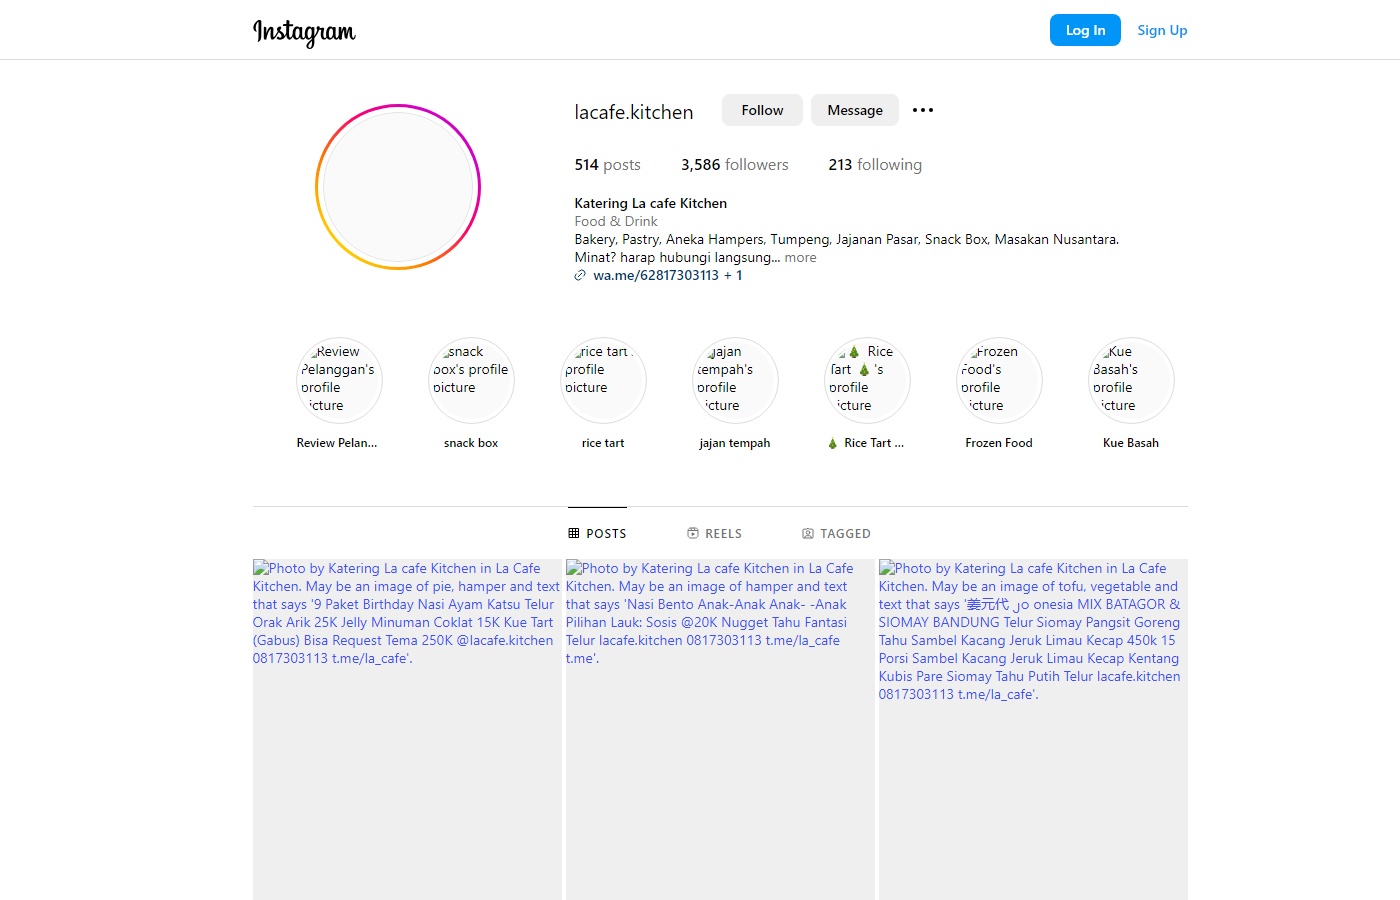 Instagram
Log In
Sign Up
lacafe.kitchen
Follow
Message
514 posts
3,586 followers
213 following
Katering La cafe Kitchen
Food & Drink
Bakery, Pastry, Aneka Hampers, Tumpeng, Jajanan Pasar, Snack Box, Masakan Nusantara.
Minat? harap hubungi langsung... more
wa.me/62817303113 + 1
Review
Pelanggan's
profile
icture
snack
box's profile
picture
rice tart
profile
picture
jajan
tempah's
profile
icture
🎄 Rice
Tart 🎄 's
profile
icture
Frozen
Food's
profile
icture
Kue
Basah's
profile
icture
Review Pelan...
snack box
rice tart
jajan tempah
🎄 Rice Tart ...
Frozen Food
Kue Basah
POSTS
REELS
TAGGED
Photo by Katering La cafe Kitchen in La Cafe
Kitchen. May be an image of pie, hamper and text
that says '9 Paket Birthday Nasi Ayam Katsu Telur
Orak Arik 25K Jelly Minuman Coklat 15K Kue Tart
(Gabus) Bisa Request Tema 250K @lacafe.kitchen
0817303113 t.me/la_cafe'.
Photo by Katering La cafe Kitchen in La Cafe
Kitchen. May be an image of hamper and text
that says 'Nasi Bento Anak-Anak Anak- -Anak
Pilihan Lauk: Sosis @20K Nugget Tahu Fantasi
Telur lacafe.kitchen 0817303113 t.me/la_cafe
t.me'.
Photo by Katering La cafe Kitchen in La Cafe
Kitchen. May be an image of tofu, vegetable and
text that says '姜元代 onesia MIX BATAGOR &
SIOMAY BANDUNG Telur Siomay Pangsit Goreng
Tahu Sambel Kacang Jeruk Limau Kecap 450k 15
Porsi Sambel Kacang Jeruk Limau Kecap Kentang
Kubis Pare Siomay Tahu Putih Telur lacafe.kitchen
0817303113 t.me/la_cafe'.